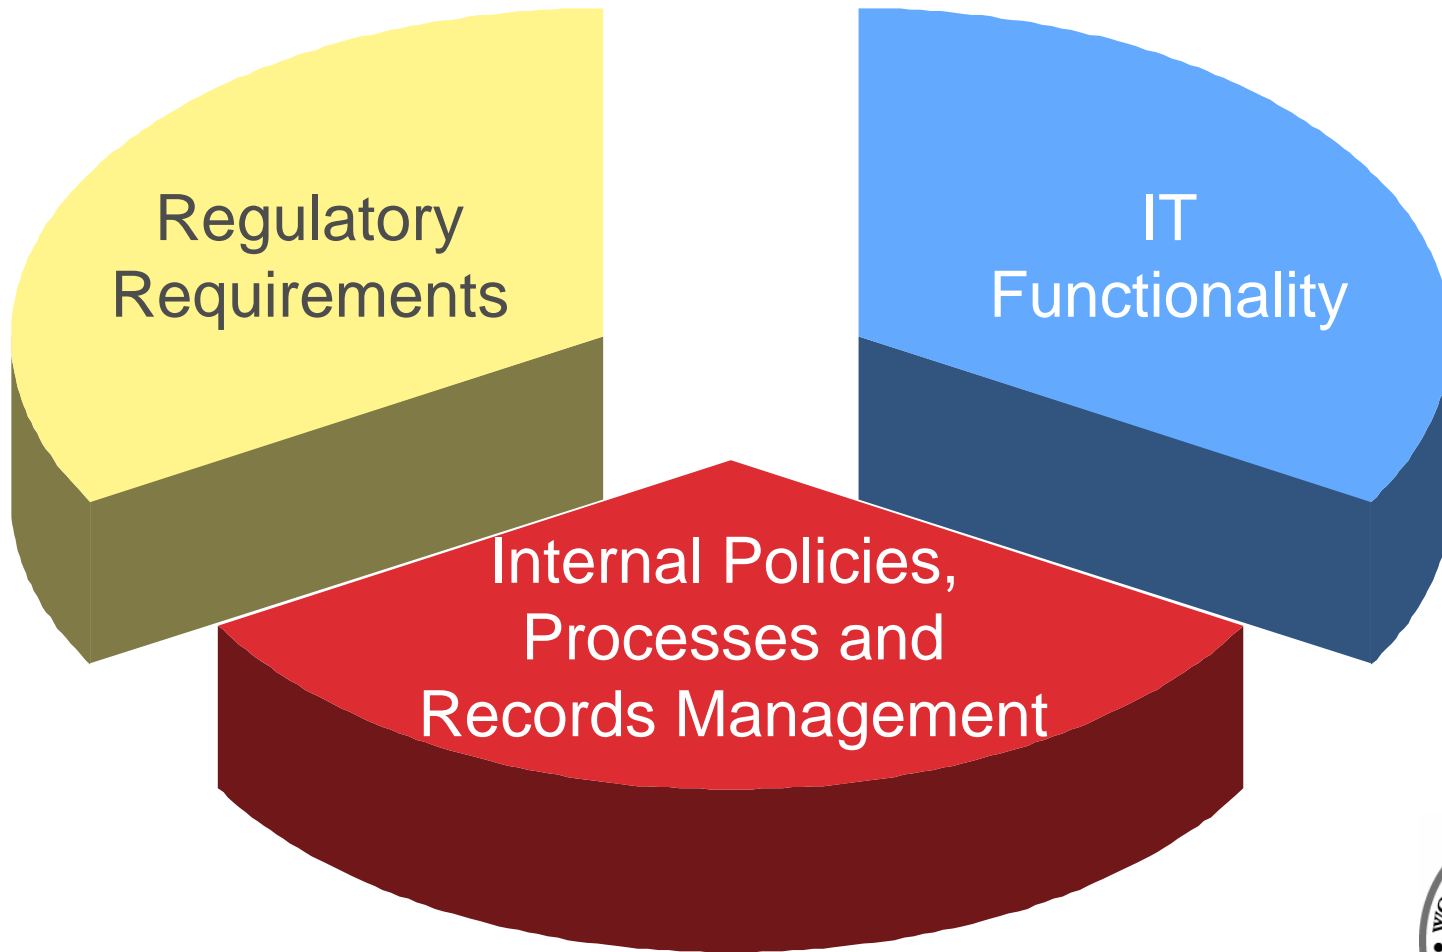 Regulatory
Requirements
IT
Functionality
Internal Policies,
Processes and
Records Management